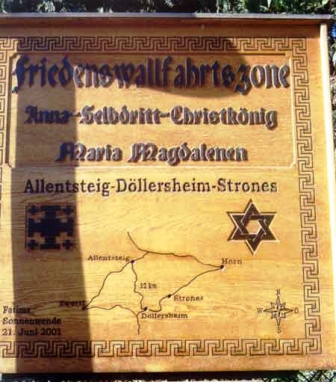 Friedenswallfahrtszone
Anna-Selbdritt-Christkönig
Maria Magdalenen
Allentsteig-Döllersheim-Strones
Allentsteig
Horn
12 km
Strones
Zwettl
Döllersheim
N
W
O
S
Sonnenwende
21. Juni 2001